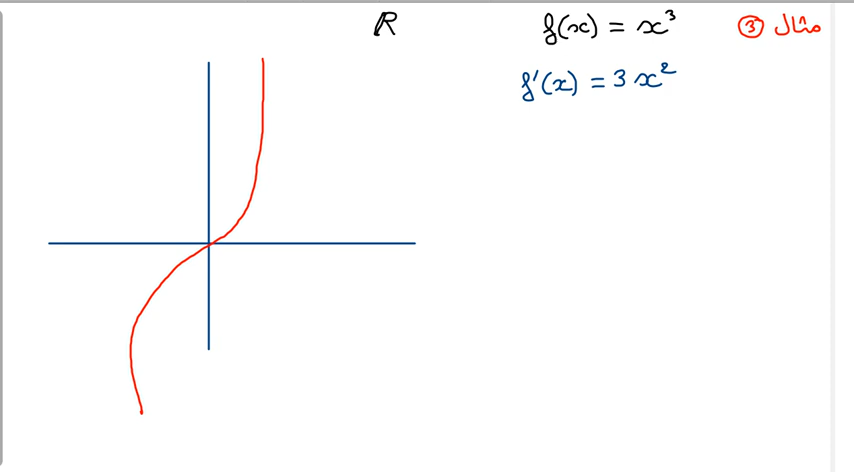 مثال ③ f(x) = x³ ℝ
f'(x) = 3x²